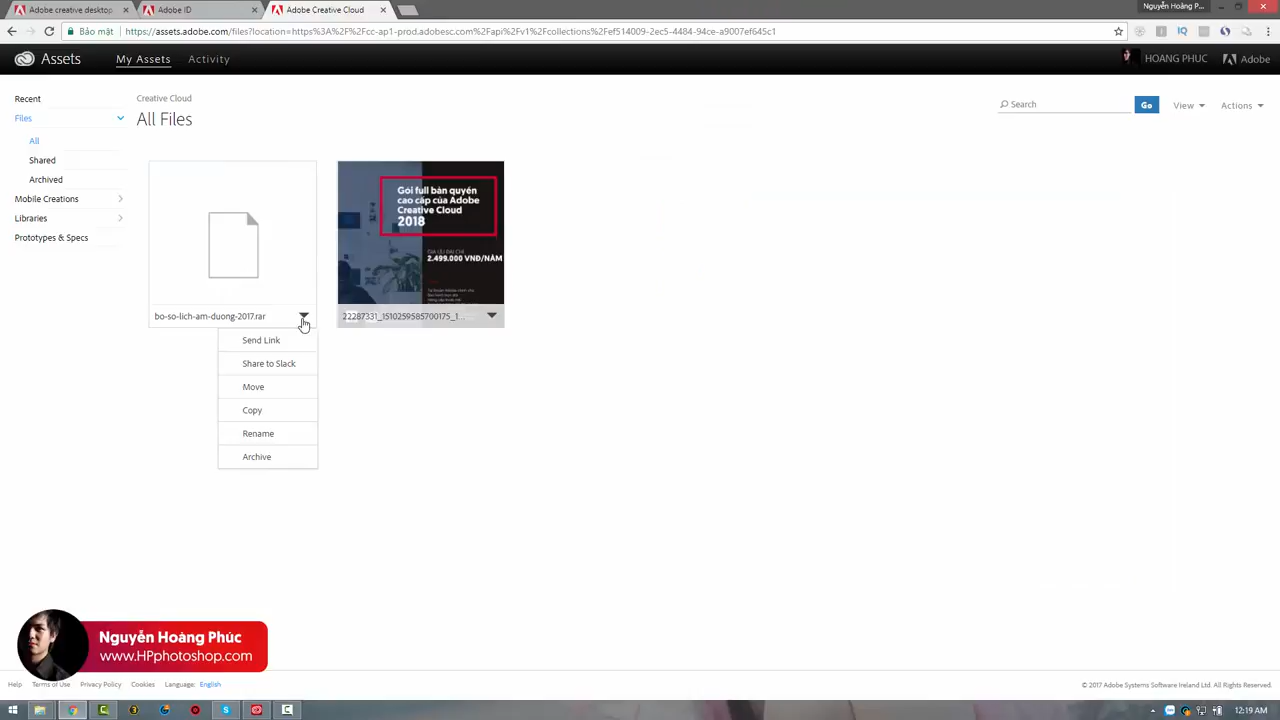 Adobe creative desktop
Adobe ID
Adobe Creative Cloud
Nguyễn Hoàng P...
Bảo mật
https://assets.adobe.com/files?location=https%3A%2F%2Fcc-ap1-prod.adobesc.com%2Fapi%2Fv1%2Fcollections%2Fef514009-2ec5-4484-94ce-a9007ef645c1
Assets
My Assets
Activity
HOANG PHUC
Adobe
Recent
Files
All
Shared
Archived
Mobile Creations
Libraries
Prototypes & Specs
Creative Cloud
All Files
Search
Go
View
Actions
Gói full bản quyền
cao cấp của Adobe
Creative Cloud
2018
GIÁ ƯU ĐÃI CHỈ
2.499.000 VNĐ/NĂM
bo-so-lich-am-duong-2017.rar
22287331_1510259585700175_1...
Send Link
Share to Slack
Move
Copy
Rename
Archive
Nguyễn Hoàng Phúc
www.HPphotoshop.com
Help
Terms of Use
Privacy Policy
Cookies
Language:
English
© 2017 Adobe Systems Software Ireland Ltd. All Rights Reserved.
12:19 AM